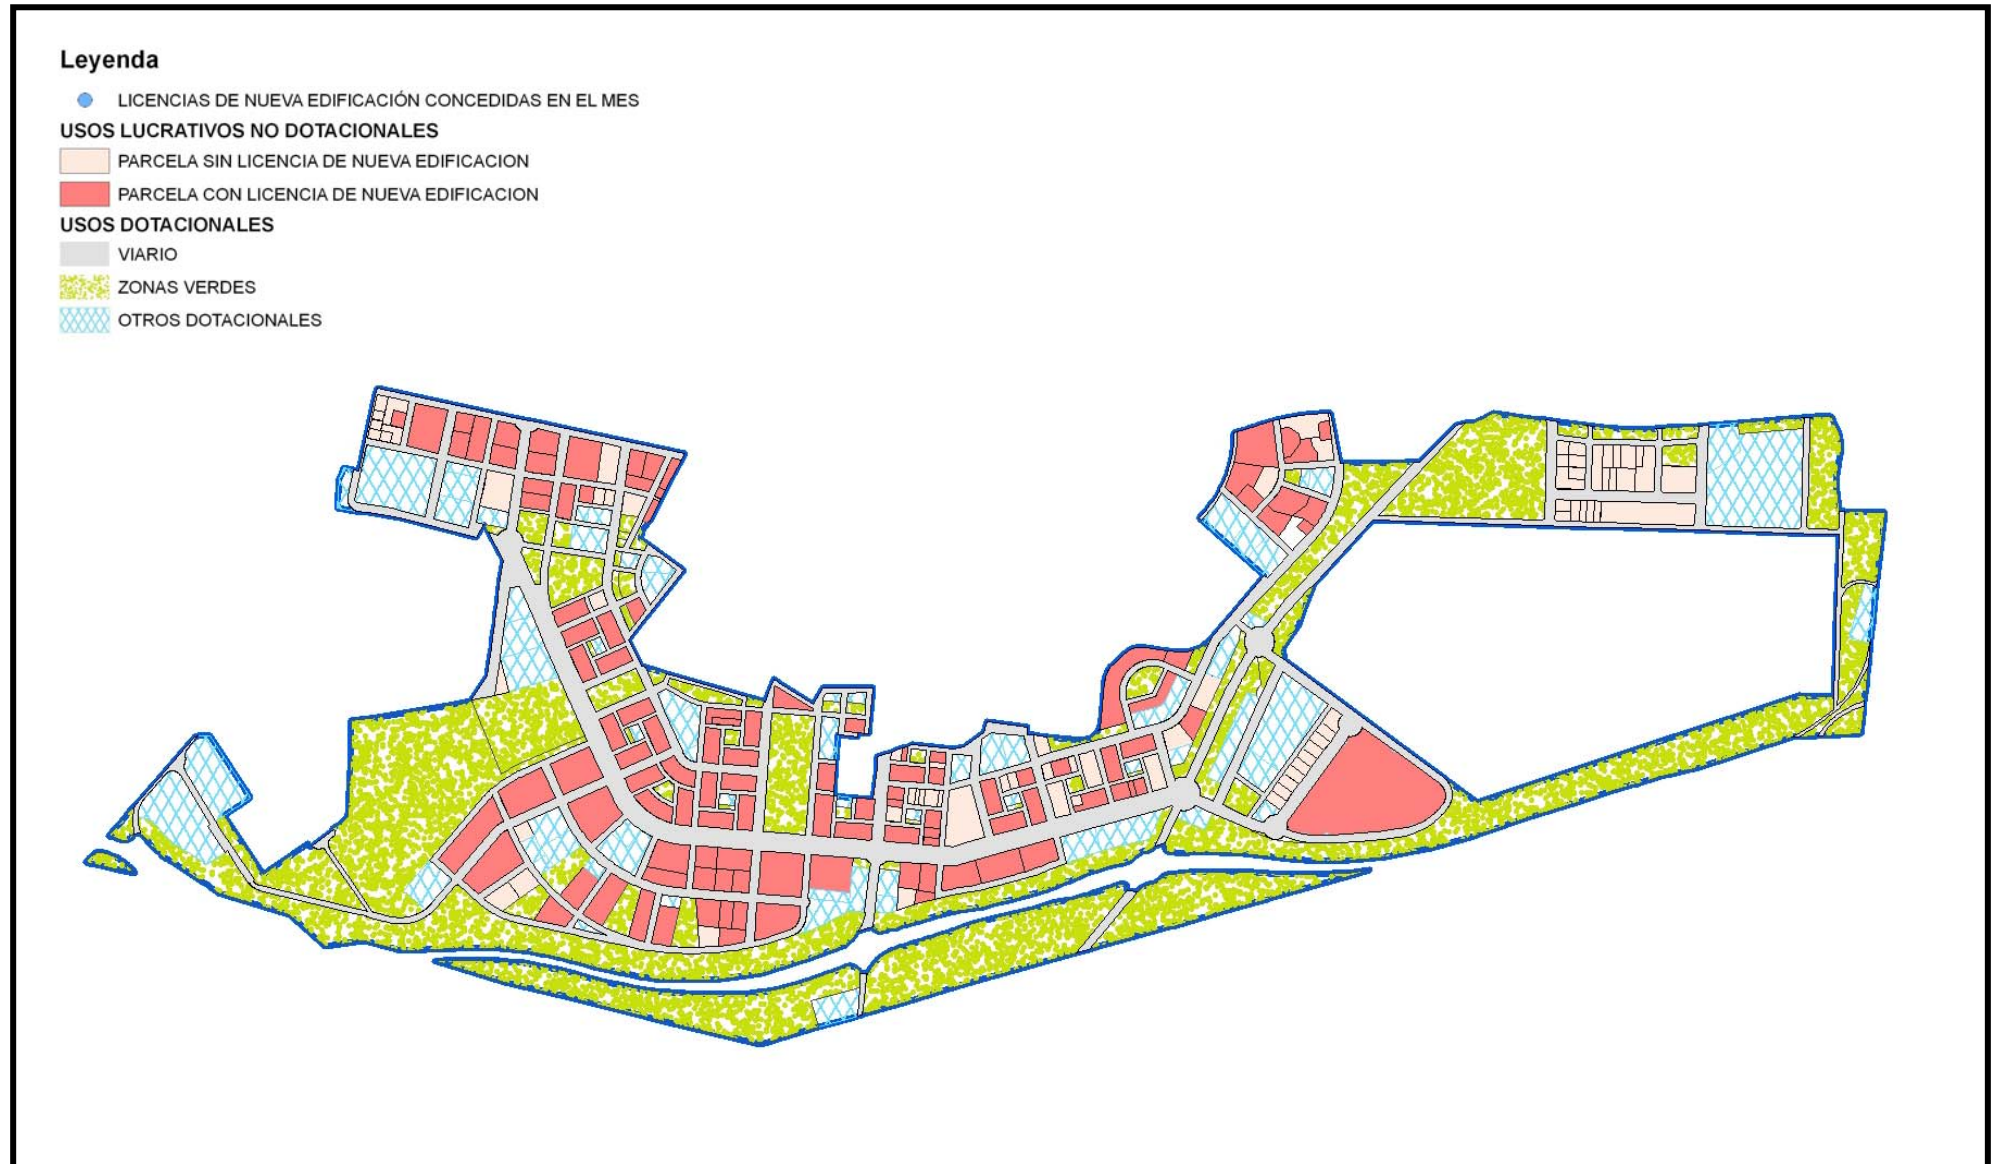 Leyenda
LICENCIAS DE NUEVA EDIFICACIÓN CONCEDIDAS EN EL MES
USOS LUCRATIVOS NO DOTACIONALES
PARCELA SIN LICENCIA DE NUEVA EDIFICACION
PARCELA CON LICENCIA DE NUEVA EDIFICACION
USOS DOTACIONALES
VIARIO
ZONAS VERDES
OTROS DOTACIONALES